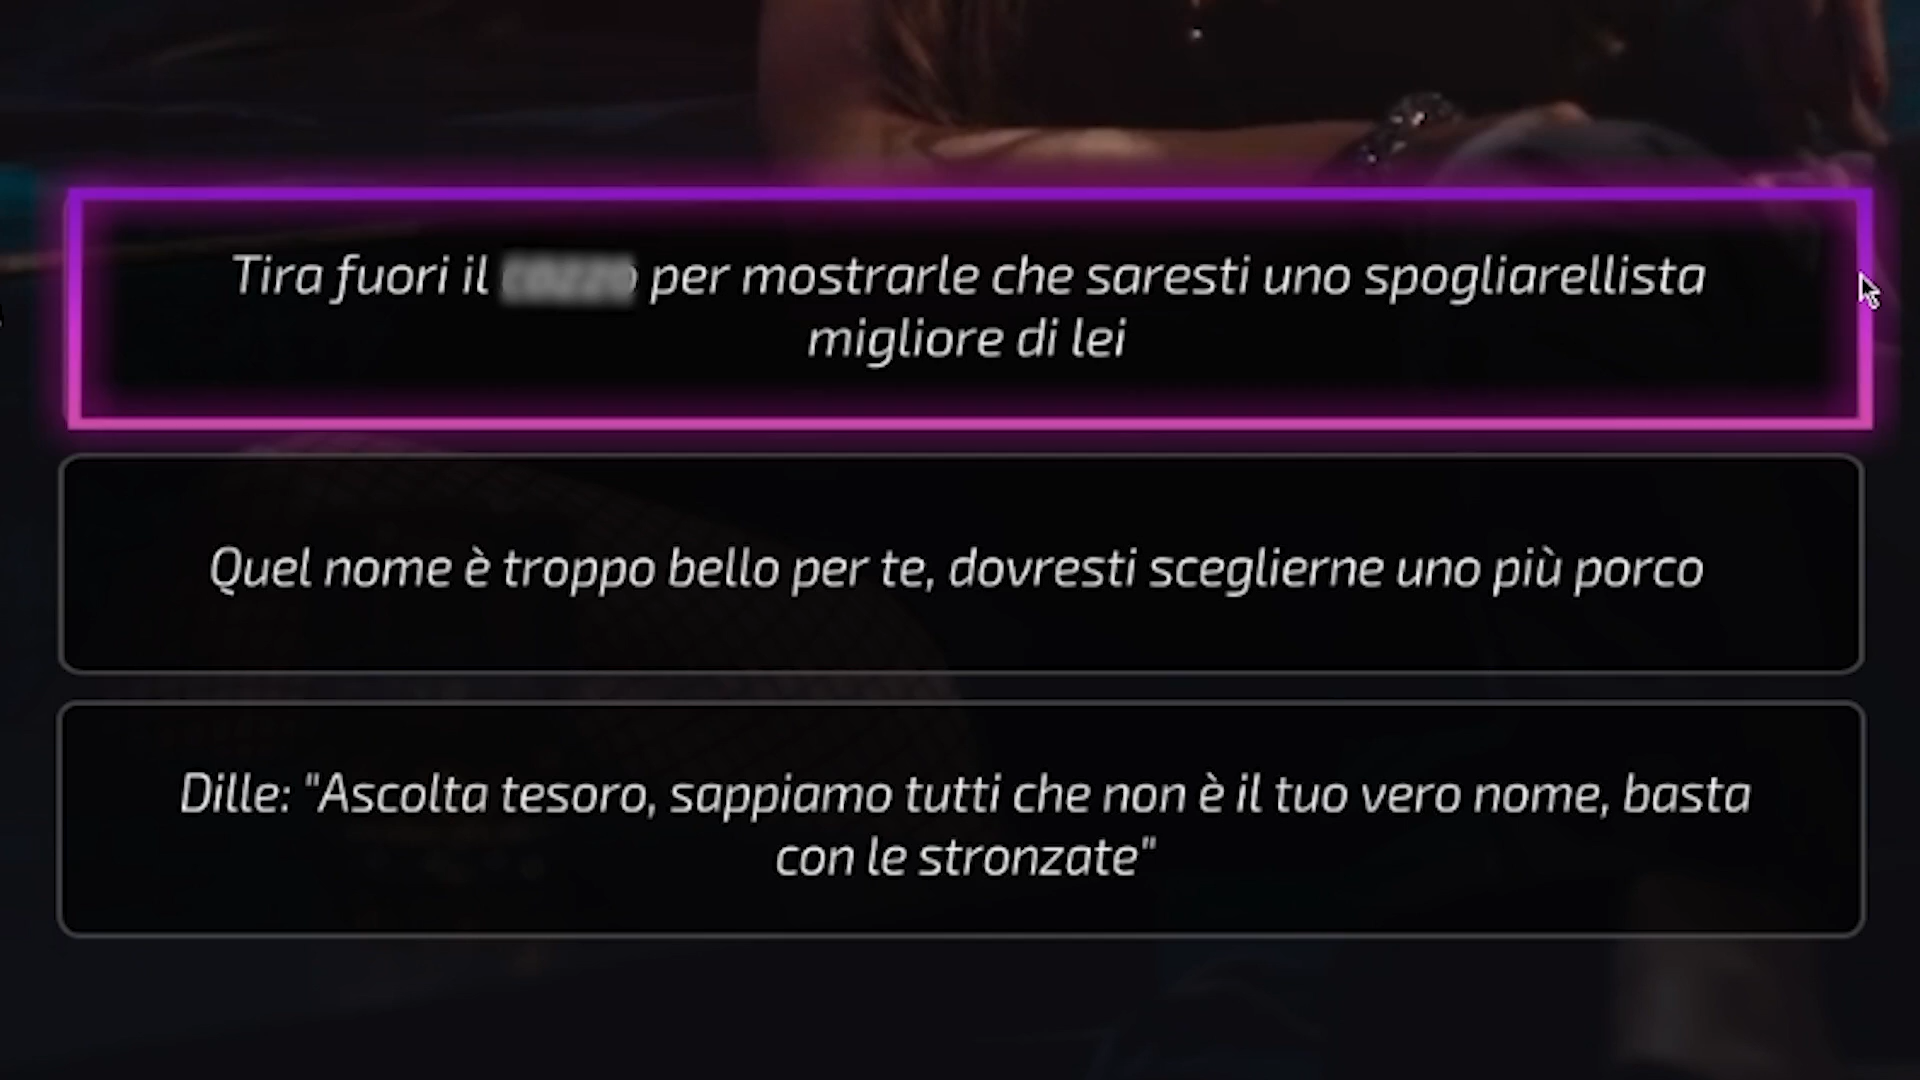 Tira fuori il per mostrarle che saresti uno spogliarellista
migliore di lei
Quel nome è troppo bello per te, dovresti sceglierne uno più porco
Dille: "Ascolta tesoro, sappiamo tutti che non è il tuo vero nome, basta
con le stronzate"